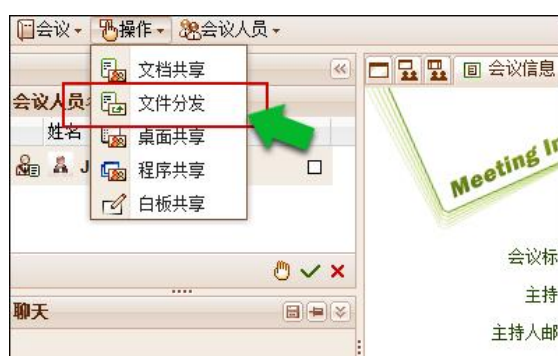 会议 操作 会议人员
文档共享
会议信息
会议人员
文件分发
姓名
桌面共享
J
程序共享
白板共享
Meeting In
会议标
主持
聊天
主持人邮